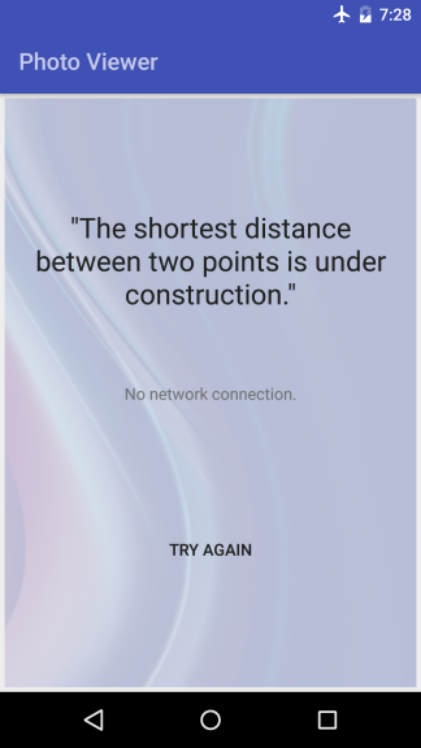 7:28
Photo Viewer
"The shortest distance
between two points is under
construction."
No network connection.
TRY AGAIN